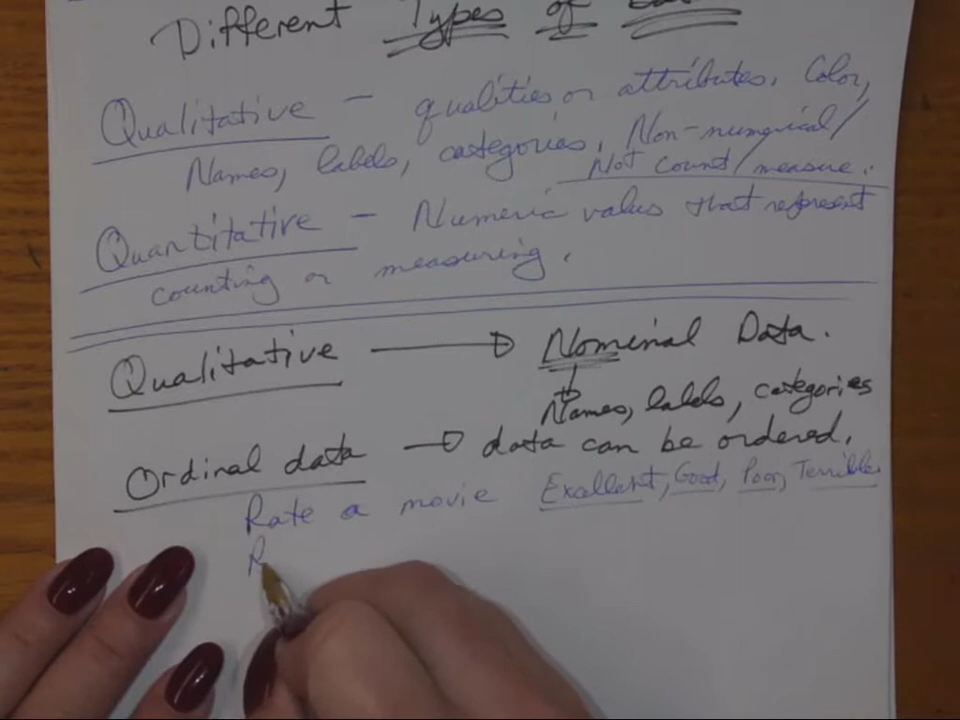 Different Types of
Qualitative - qualities or attributes. Color,
Names, labels, categories. Non-numerical/
Not count/measure.
Quantitative - Numeric values that represent
counting or measuring.
Qualitative → Nominal Data.
Names, labels, categories
Ordinal data → data can be ordered.
Rate a movie Excellent, Good, Poor, Terrible
R